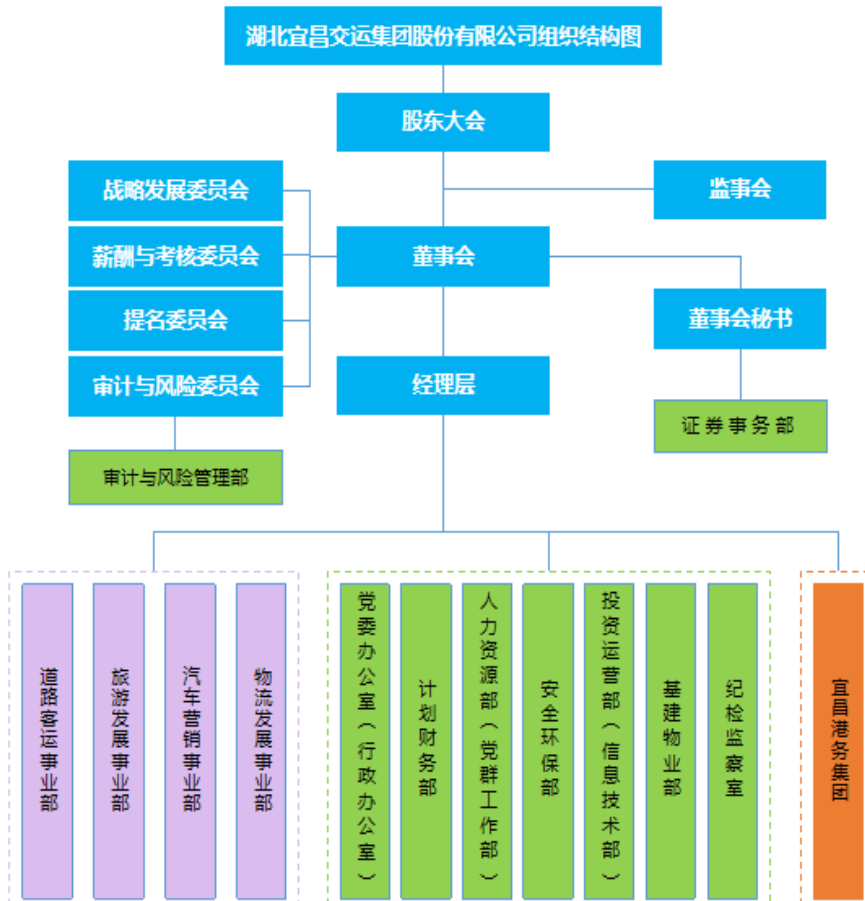 湖北宜昌交运集团股份有限公司组织结构图
股东大会
战略发展委员会
监事会
薪酬与考核委员会
董事会
提名委员会
董事会秘书
审计与风险委员会
经理层
证券事务部
审计与风险管理部
道路客运事业部
旅游发展事业部
汽车营销事业部
物流发展事业部
党委办公室（行政办公室）
计划财务部
人力资源部（党群工作部）
安全环保部
投资运营部（信息技术部）
基建物业部
纪检监察室
宜昌港务集团